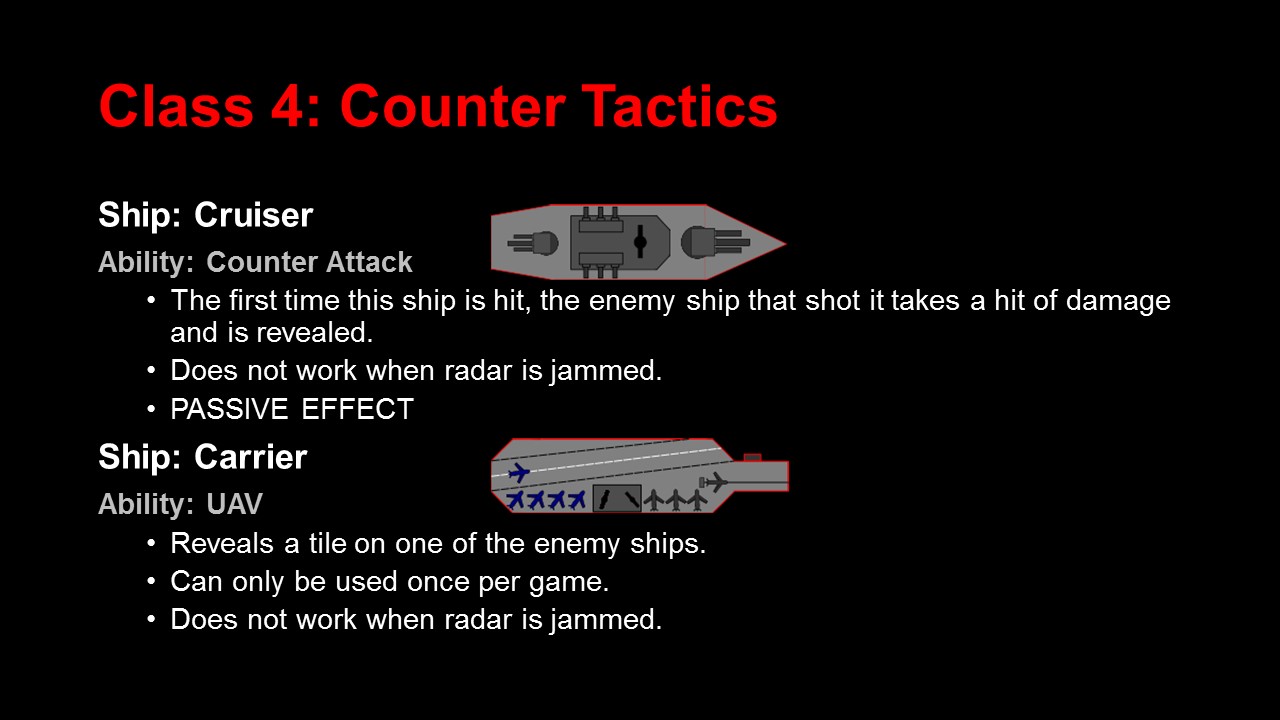 Class 4: Counter Tactics
Ship: Cruiser
Ability: Counter Attack
• The first time this ship is hit, the enemy ship that shot it takes a hit of damage
and is revealed.
• Does not work when radar is jammed.
• PASSIVE EFFECT
Ship: Carrier
Ability: UAV
• Reveals a tile on one of the enemy ships.
• Can only be used once per game.
• Does not work when radar is jammed.